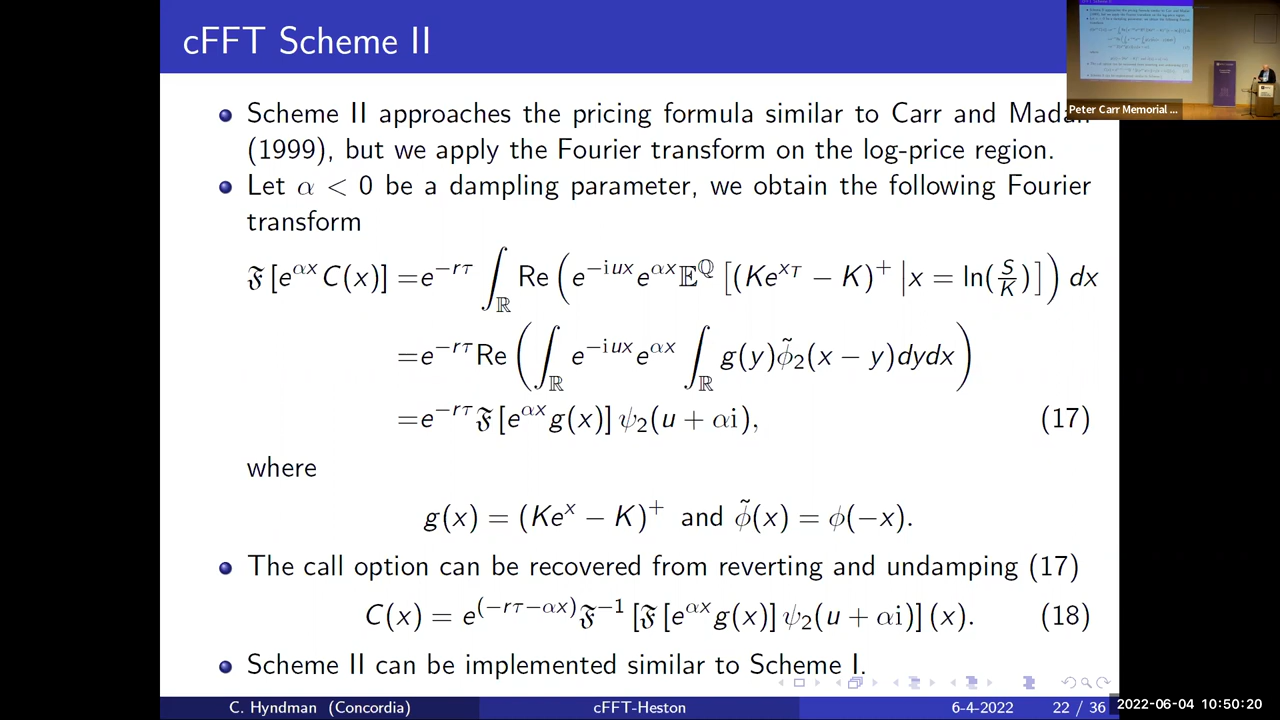 cFFT Scheme II
Peter Carr Memorial ...
Scheme II approaches the pricing formula similar to Carr and Madan
(1999), but we apply the Fourier transform on the log-price region.
Let α < 0 be a dampling parameter, we obtain the following Fourier
transform
𝔉 [e^{αx} C(x)] =e^{−rτ} ∫_ℝ Re (e^{−iux} e^{αx} 𝔼^ℚ [(Ke^{x_T} − K)^+ |x = ln(S/K)]) dx
=e^{−rτ} Re (∫_ℝ e^{−iux} e^{αx} ∫_ℝ g(y)ϕ̃_2(x − y)dydx)
=e^{−rτ} 𝔉 [e^{αx} g(x)] ψ_2(u + αi), (17)
where
g(x) = (Ke^x − K)^+ and ϕ̃(x) = ϕ(−x).
The call option can be recovered from reverting and undamping (17)
C(x) = e^{(−rτ−αx)} 𝔉^{−1} [𝔉 [e^{αx} g(x)] ψ_2(u + αi)] (x). (18)
Scheme II can be implemented similar to Scheme I.
C. Hyndman (Concordia) cFFT-Heston 6-4-2022 22 / 36
2022-06-04 10:50:20